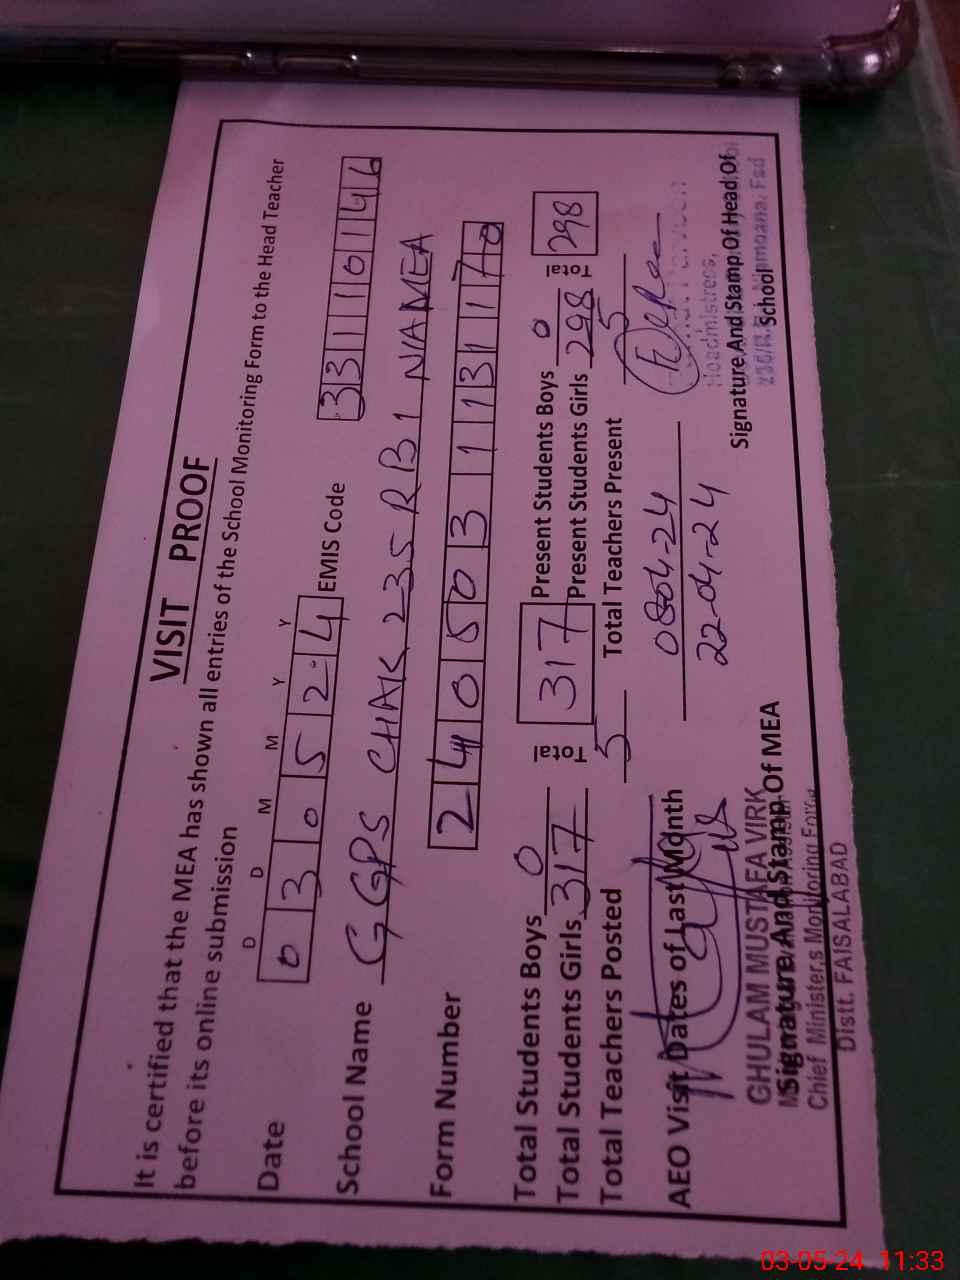 VISIT PROOF
It is certified that the MEA has shown all entries of the School Monitoring Form to the Head Teacher
before its online submission
D D M M Y Y
Date 0 3 0 5 2 4 EMIS Code 3 3 1 1 0 1 4 6
School Name GGPS CHAK 235 RB 1 NIAMEA
Form Number 2 4 0 5 0 3 1 1 3 1 1 7 0
Total Students Boys 0 Total 317 Present Students Boys 0 Total 298
Total Students Girls 317 Present Students Girls 298
Total Teachers Posted 5 Total Teachers Present 5
AEO Visit Dates of Last Month 0804-24
22-04-24
GHULAM MUSTAFA VIRK
Signature And Stamp Of MEA
Chief Minister,s Monitoring Force
Distt. FAISALABAD
Headmistress,
Signature And Stamp Of Head Of
School
03-05-24 11:33